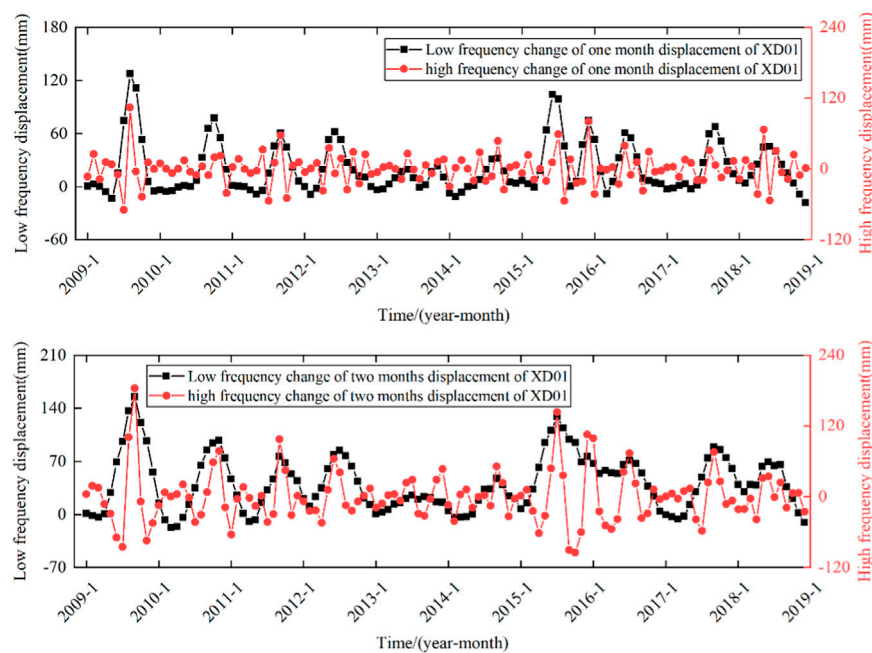 180
120
60
0
-60
240
120
0
-120
Low frequency displacement(mm)
High frequency displacement(mm)
Low frequency change of one month displacement of XD01
high frequency change of one month displacement of XD01
2009-1 2010-1 2011-1 2012-1 2013-1 2014-1 2015-1 2016-1 2017-1 2018-1 2019-1
Time/(year-month)
210
140
70
0
-70
240
120
0
-120
Low frequency displacement(mm)
High frequency displacement(mm)
Low frequency change of two months displacement of XD01
high frequency change of two months displacement of XD01
2009-1 2010-1 2011-1 2012-1 2013-1 2014-1 2015-1 2016-1 2017-1 2018-1 2019-1
Time/(year-month)